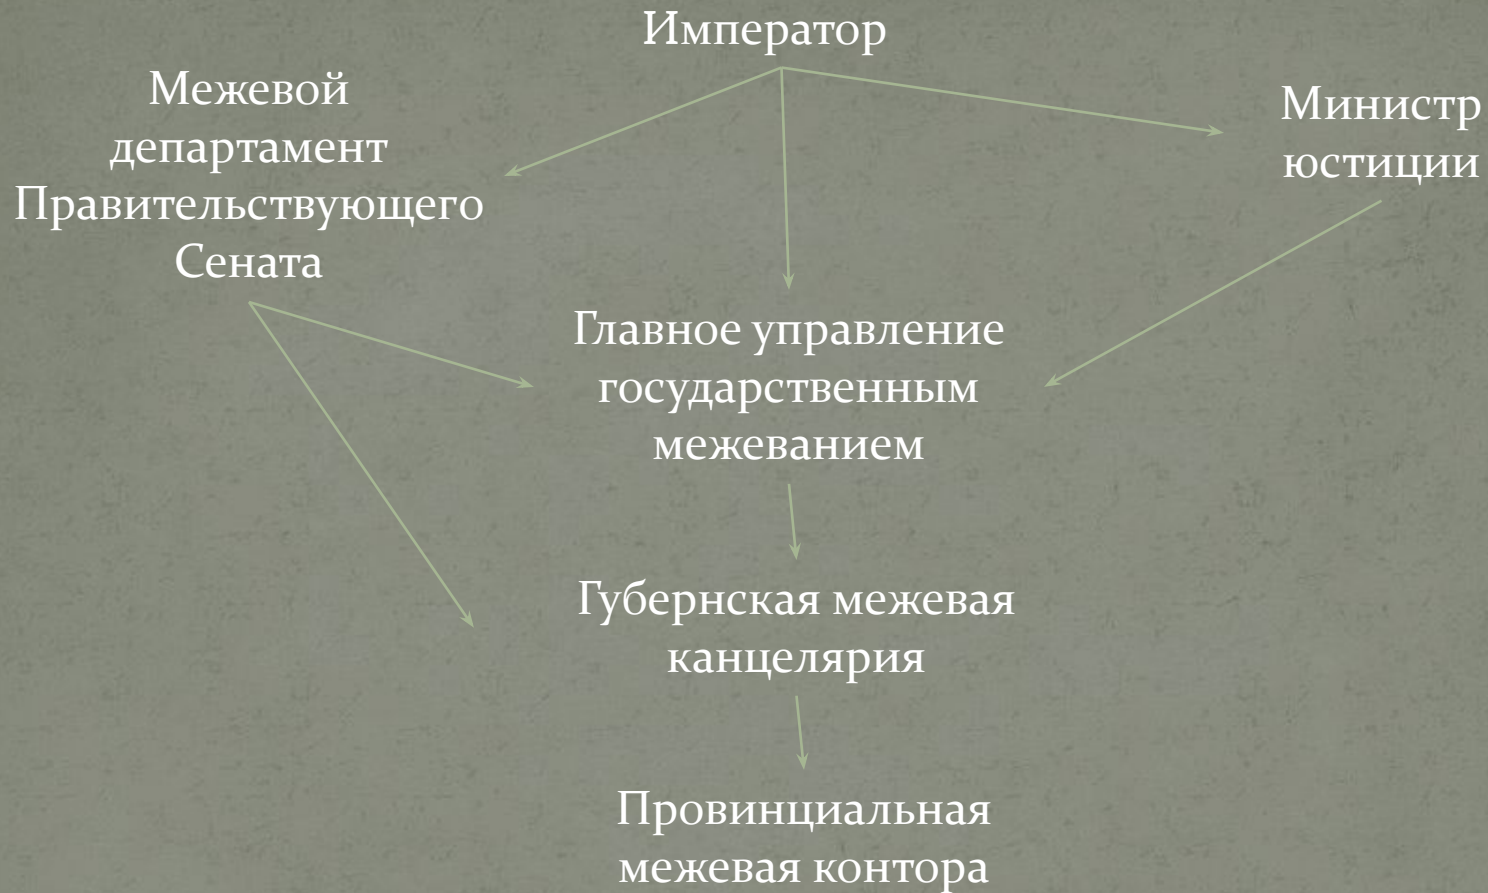 Император
Межевой
департамент
Правительствующего
Сената
Министр
юстиции
Главное управление
государственным
межеванием
Губернская межевая
канцелярия
Провинциальная
межевая контора